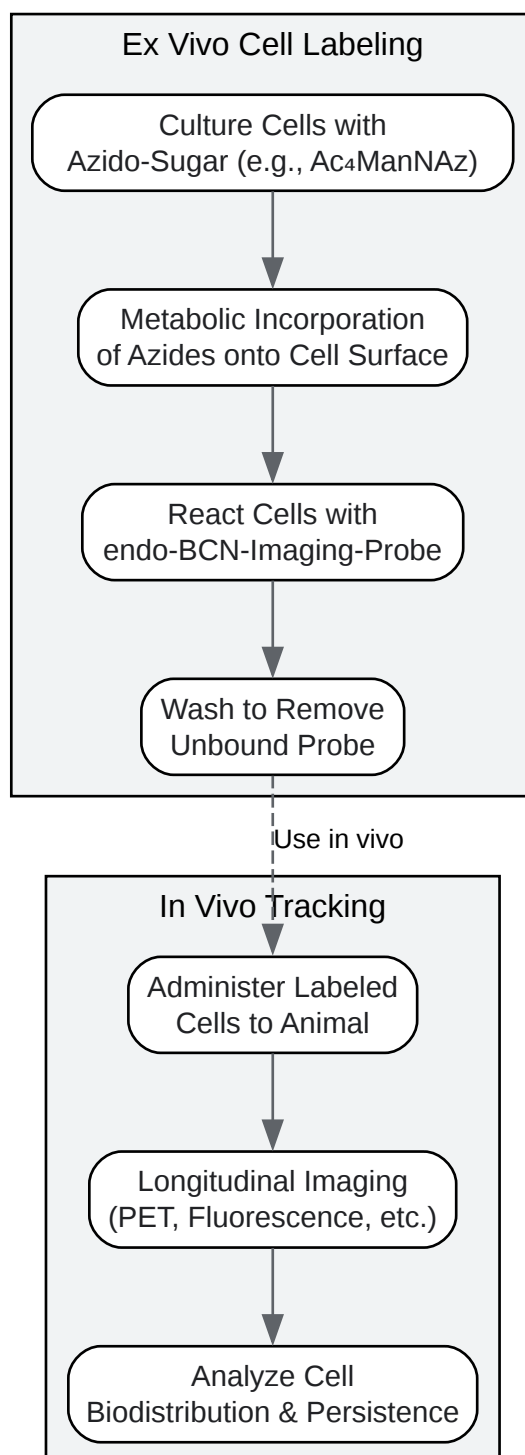 Ex Vivo Cell Labeling
Culture Cells with
Azido-Sugar (e.g., Ac₄ManNAz)
Metabolic Incorporation
of Azides onto Cell Surface
React Cells with
endo-BCN-Imaging-Probe
Wash to Remove
Unbound Probe
Use in vivo
In Vivo Tracking
Administer Labeled
Cells to Animal
Longitudinal Imaging
(PET, Fluorescence, etc.)
Analyze Cell
Biodistribution & Persistence